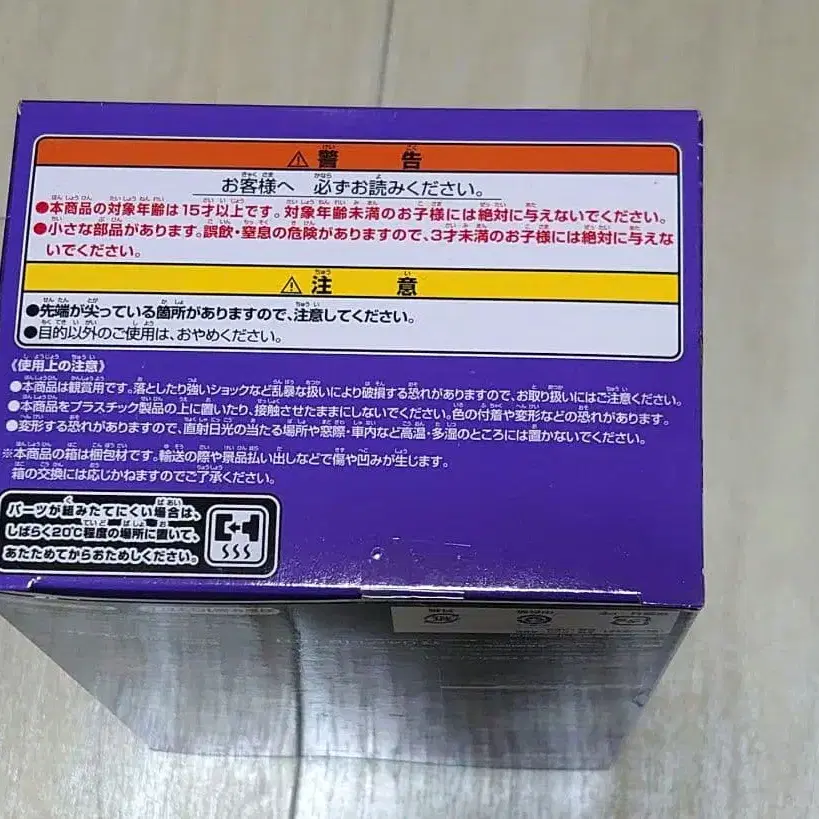 ⚠警告
お客様へ 必ずお読みください。
●本商品の対象年齢は15才以上です。対象年齢未満のお子様には絶対に与えないでください。
●小さな部品があります。誤飲・窒息の危険がありますので、3才未満のお子様には絶対に与えな
いでください。
⚠注意
●先端が尖っている箇所がありますので、注意してください。
●目的以外のご使用は、おやめください。
《使用上の注意》
●本商品は観賞用です。落としたり強いショックなど乱暴な扱いにより破損する恐れがありますので、お取り扱いにはご注意ください。
●本商品をプラスチック製品の上に置いたり、接触させたままにしないでください。色の付着や変形などの恐れがあります。
●変形する恐れがありますので、直射日光の当たる場所や窓際・車内など高温・多湿のところには置かないでください。
※本商品の箱は梱包材です。輸送の際や景品払い出しなどで傷や凹みが生じます。
箱の交換には応じかねますのでご了承ください。
パーツが組みたてにくい場合は、
しばらく20℃程度の場所に置いて、
あたためてからおためしください。